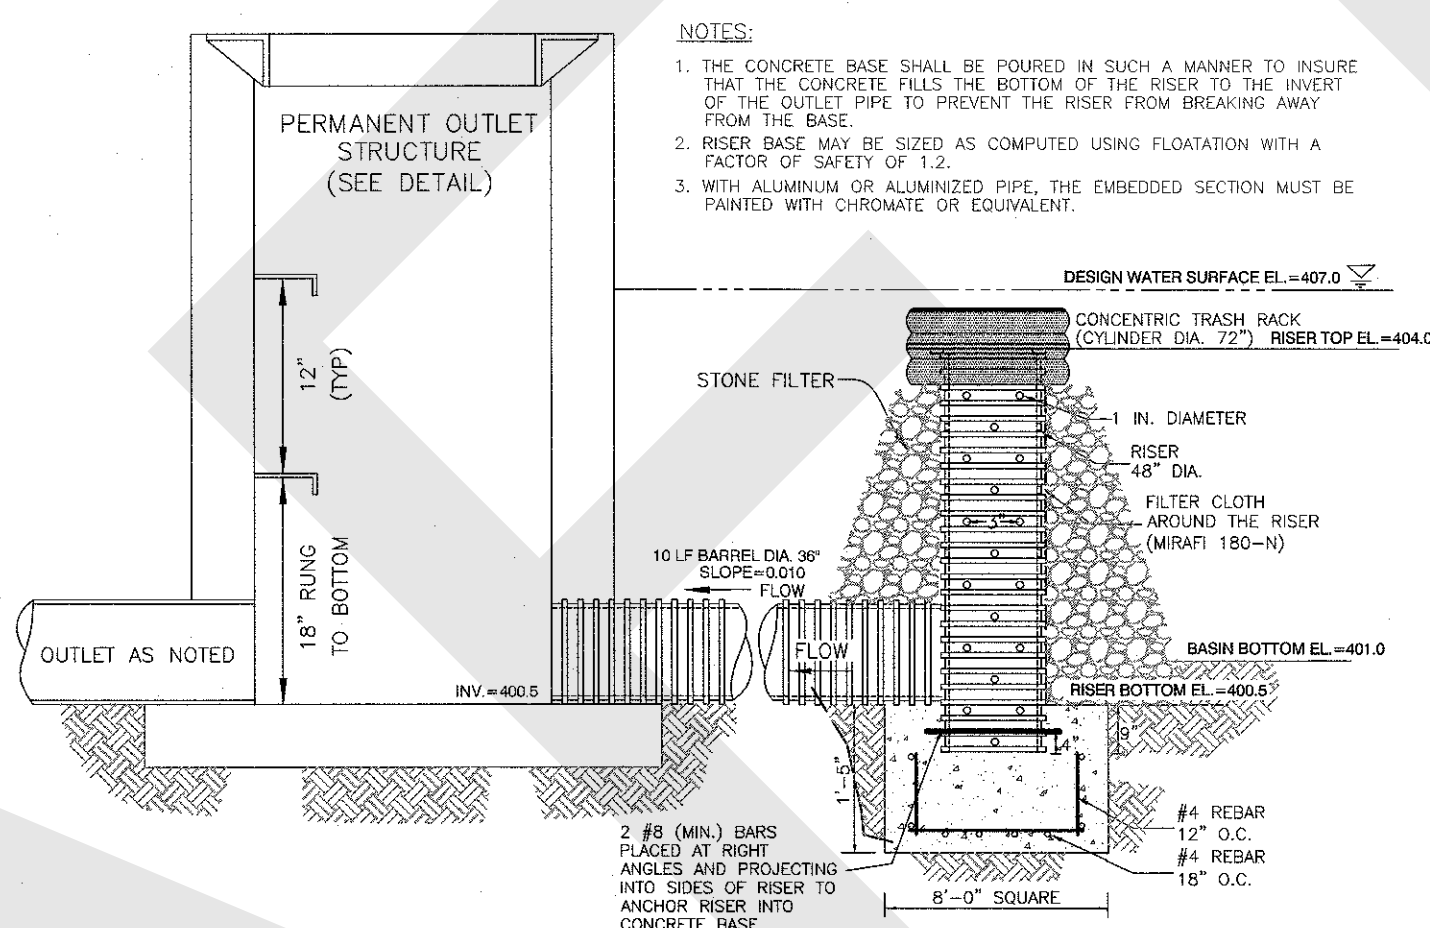 NOTES:
1. THE CONCRETE BASE SHALL BE POURED IN SUCH A MANNER TO INSURE
THAT THE CONCRETE FILLS THE BOTTOM OF THE RISER TO THE INVERT
OF THE OUTLET PIPE TO PREVENT THE RISER FROM BREAKING AWAY
FROM THE BASE.
2. RISER BASE MAY BE SIZED AS COMPUTED USING FLOATATION WITH A
FACTOR OF SAFETY OF 1.2.
3. WITH ALUMINUM OR ALUMINIZED PIPE, THE EMBEDDED SECTION MUST BE
PAINTED WITH CHROMATE OR EQUIVALENT.
PERMANENT OUTLET
STRUCTURE
(SEE DETAIL)
12"
(TYP)
18" RUNG
TO BOTTOM
OUTLET AS NOTED
INV.=400.5
DESIGN WATER SURFACE EL.=407.0
CONCENTRIC TRASH RACK
(CYLINDER DIA. 72") RISER TOP EL.=404.0
STONE FILTER
1 IN. DIAMETER
RISER
48" DIA.
FILTER CLOTH
AROUND THE RISER
(MIRAFI 180-N)
3"
10 LF BARREL DIA. 36"
SLOPE=0.010
FLOW
FLOW
BASIN BOTTOM EL.=401.0
RISER BOTTOM EL.=400.5
9"
4"
1'-5"
2 #8 (MIN.) BARS
PLACED AT RIGHT
ANGLES AND PROJECTING
INTO SIDES OF RISER TO
ANCHOR RISER INTO
CONCRETE BASE
#4 REBAR
12" O.C.
#4 REBAR
18" O.C.
8'-0" SQUARE